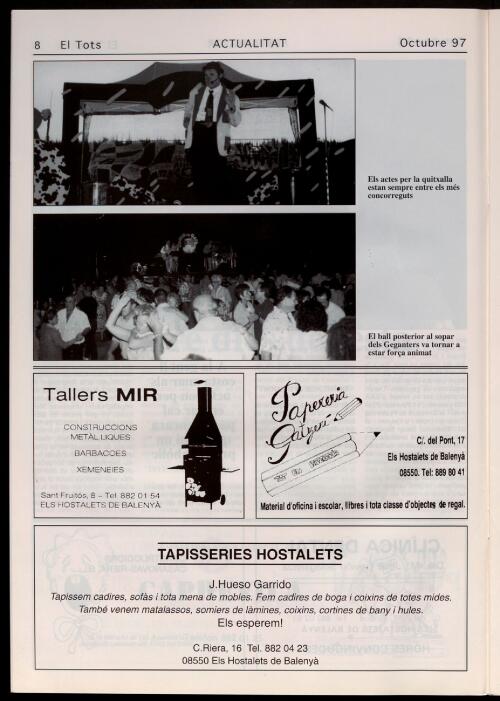 8 El Tots ACTUALITAT Octubre 97
Els actes per la quitxalla
estan sempre entre els més
concorreguts
El ball posterior al sopar
dels Geganters va tornar a
estar força animat
Tallers MIR
CONSTRUCCIONS
METAL.LIQUES
BARBACOES
XEMENEIES
Sant Fruitós, 8 – Tel. 882 01 54
ELS HOSTALETS DE BALENYÀ
Papereria
C/. del Pont, 17
Els Hostalets de Balenyà
08550. Tel: 889 80 41
Material d'oficina i escolar, llibres i tota classe d'objectes de regal.
TAPISSERIES HOSTALETS
J.Hueso Garrido
Tapissem cadires, sofàs i tota mena de mobles. Fem cadires de boga i coixins de totes mides.
També venem matalassos, somiers de làmines, coixins, cortines de bany i hules.
Els esperem!
C.Riera, 16 Tel. 882 04 23
08550 Els Hostalets de Balenyà